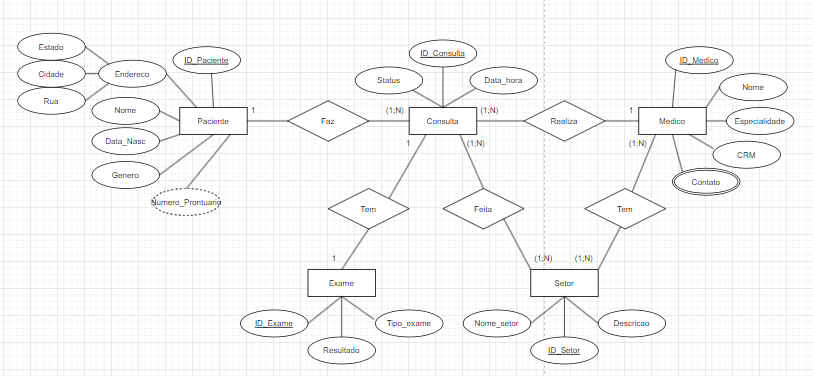 Estado
ID_Consulta
ID_Paciente
ID_Medico
Cidade
Endereco
Status
Data_hora
Nome
Rua
Nome
1
(1;N)
(1;N)
1
Paciente
Faz
Consulta
Realiza
Medico
Especialidade
Data_Nasc
1
(1;N)
(1;N)
CRM
Genero
Contato
Numero_Prontuario
Tem
Feita
Tem
1
(1;N)
(1;N)
Exame
Setor
ID_Exame
Tipo_exame
Nome_setor
Descricao
Resultado
ID_Setor